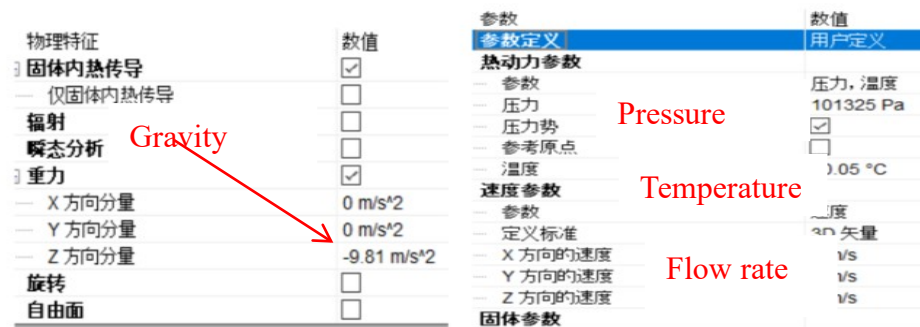 物理特征 数值
固体内热传导
仅固体内热传导
辐射
瞬态分析
重力
X 方向分量 0 m/s^2
Y 方向分量 0 m/s^2
Z 方向分量 -9.81 m/s^2
旋转
自由面
Gravity
参数 数值
参数定义 用户定义
热动力参数
参数 压力, 温度
压力 101325 Pa
压力势
参考原点
温度 .05 °C
速度参数
参数 度
定义标准 3D 矢量
X 方向的速度 /s
Y 方向的速度 /s
Z 方向的速度 /s
固体参数
Pressure
Temperature
Flow rate